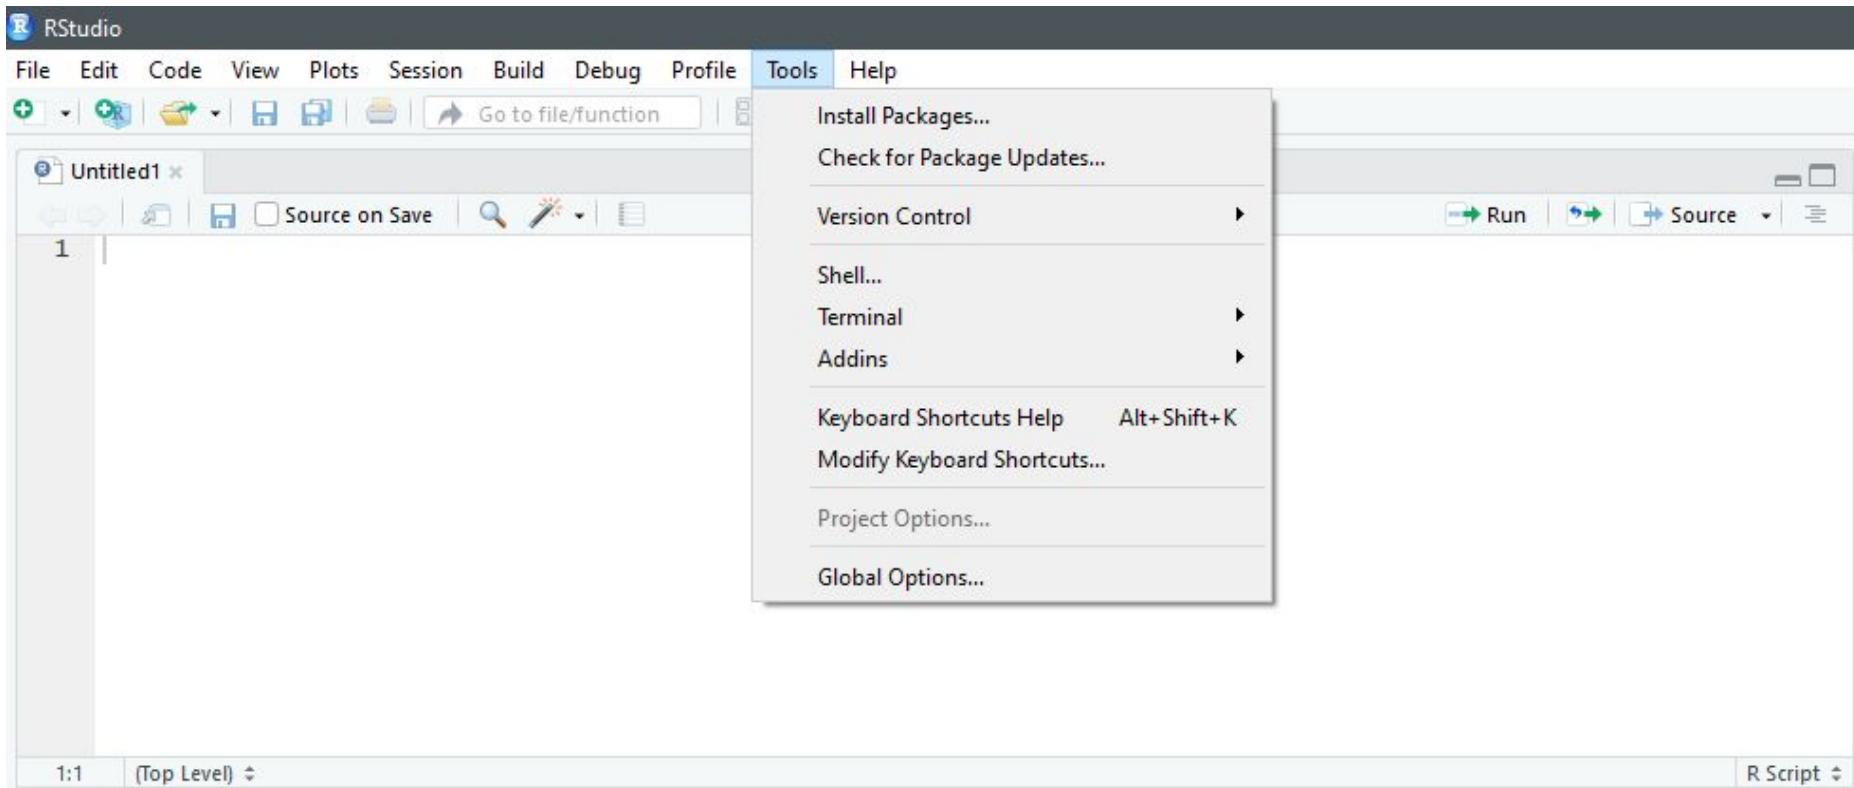 RStudio
File Edit Code View Plots Session Build Debug Profile Tools Help
Go to file/function
Install Packages...
Check for Package Updates...
Version Control
Shell...
Terminal
Addins
Keyboard Shortcuts Help Alt+Shift+K
Modify Keyboard Shortcuts...
Project Options...
Global Options...
Untitled1
Source on Save Run Source
1
1:1 (Top Level) R Script